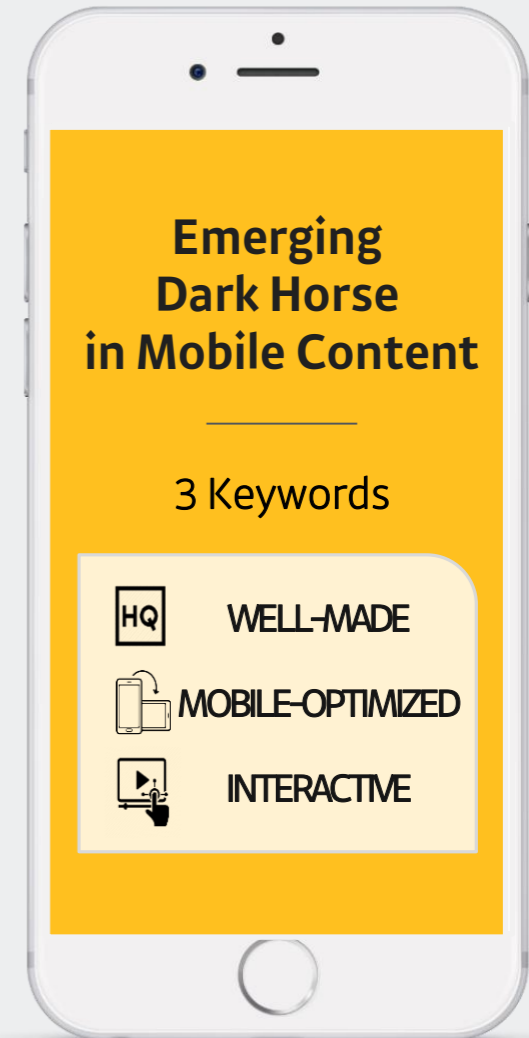 Emerging
Dark Horse
in Mobile Content
3 Keywords
HQ WELL-MADE
MOBILE-OPTIMIZED
INTERACTIVE